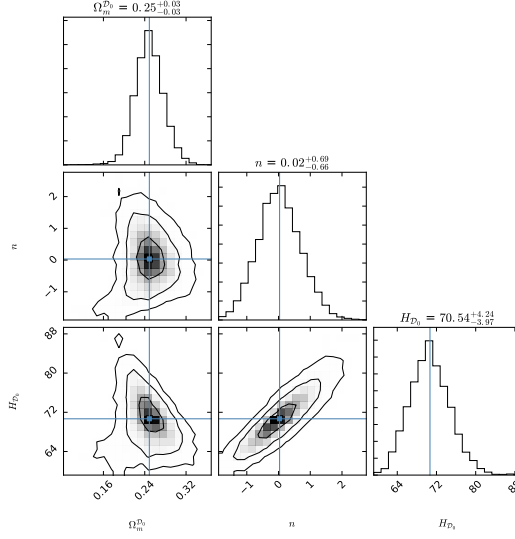 Ω_m^{𝒟_0} = 0.25^{+0.03}_{−0.03}
n = 0.02^{+0.69}_{−0.66}
n
2
1
0
−1
H_{𝒟_0} = 70.54^{+4.24}_{−3.97}
H_{𝒟_0}
88
80
72
64
0.16 0.24 0.32 −1 0 1 2 64 72 80 88
Ω_m^{𝒟_0} n H_{𝒟_0}